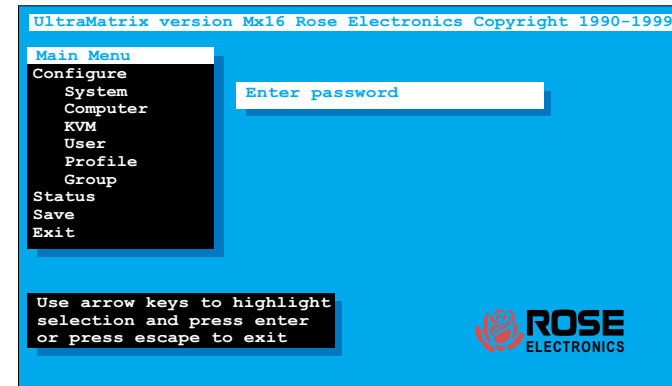 UltraMatrix version Mx16 Rose Electronics Copyright 1990-1999
Main Menu
Configure
System
Computer
KVM
User
Profile
Group
Status
Save
Exit
Enter password
Use arrow keys to highlight
selection and press enter
or press escape to exit
ROSE
ELECTRONICS